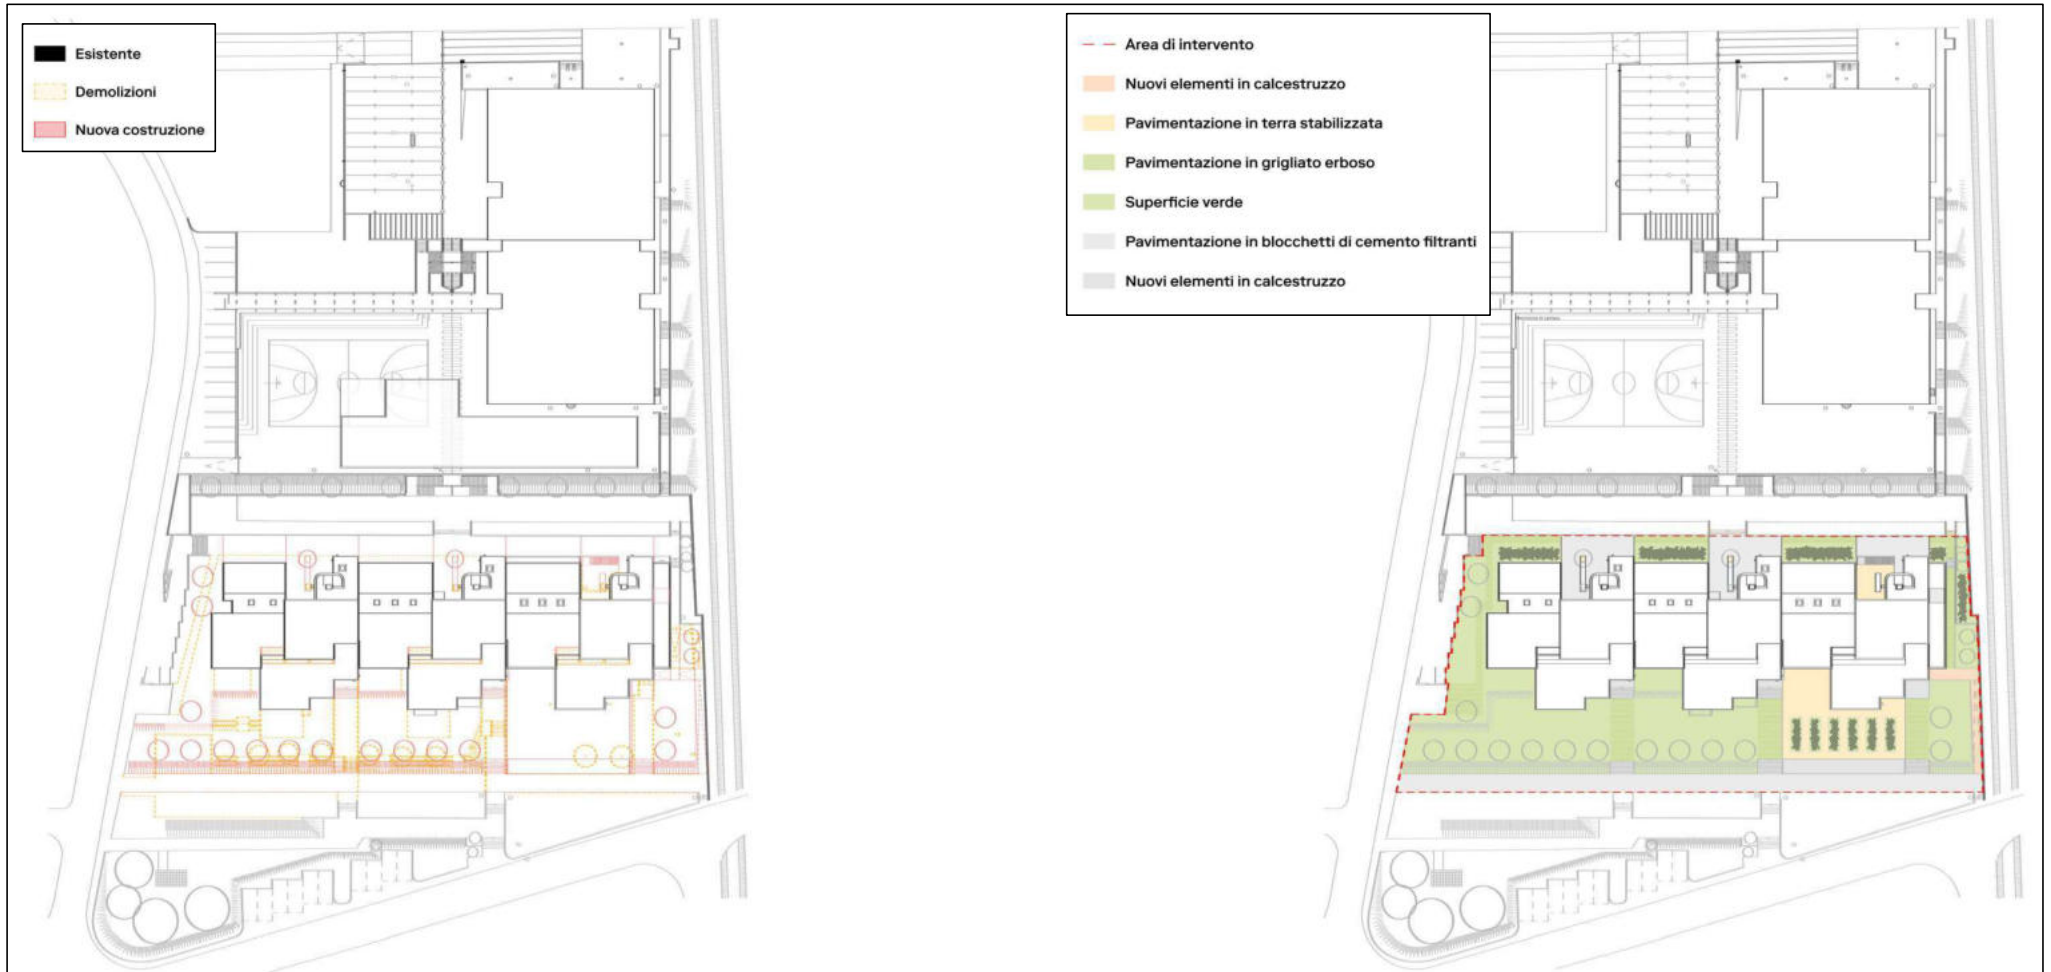 Esistente
Demolizioni
Nuova costruzione
Area di intervento
Nuovi elementi in calcestruzzo
Pavimentazione in terra stabilizzata
Pavimentazione in grigliato erboso
Superficie verde
Pavimentazione in blocchetti di cemento filtranti
Nuovi elementi in calcestruzzo